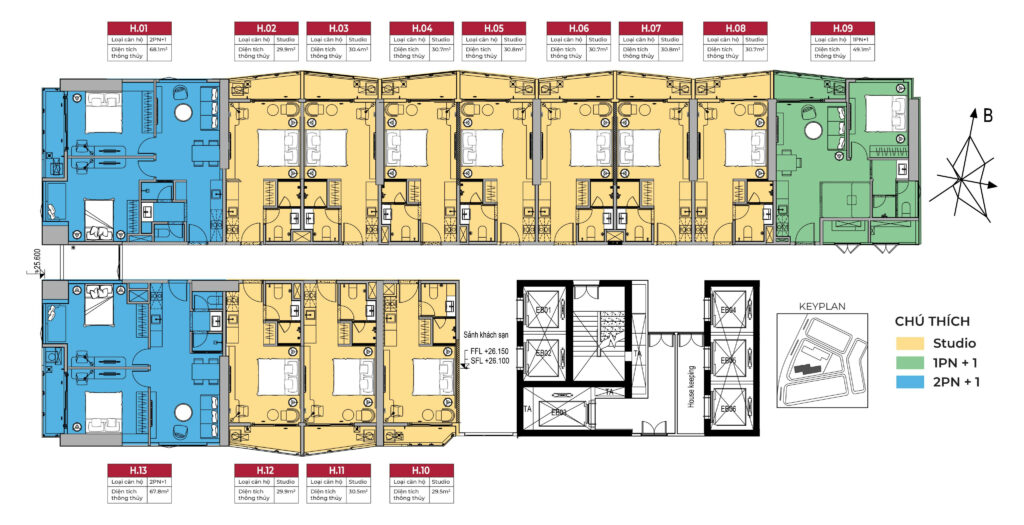 H.01
Loại căn hộ 2PN+1
Diện tích thông thủy 68.1m²
H.02
Loại căn hộ Studio
Diện tích thông thủy 29.9m²
H.03
Loại căn hộ Studio
Diện tích thông thủy 30.4m²
H.04
Loại căn hộ Studio
Diện tích thông thủy 30.7m²
H.05
Loại căn hộ Studio
Diện tích thông thủy 30.8m²
H.06
Loại căn hộ Studio
Diện tích thông thủy 30.7m²
H.07
Loại căn hộ Studio
Diện tích thông thủy 30.8m²
H.08
Loại căn hộ Studio
Diện tích thông thủy 30.7m²
H.09
Loại căn hộ 1PN+1
Diện tích thông thủy 49.1m²
B
+25.600
Sảnh khách sạn
FFL +26.150
SFL +26.100
EB01
EB02
EB03
TA
TA
TA
House keeping
EB04
EB05
EB06
KEYPLAN
CHÚ THÍCH
Studio
1PN + 1
2PN + 1
H.13
Loại căn hộ 2PN+1
Diện tích thông thủy 67.8m²
H.12
Loại căn hộ Studio
Diện tích thông thủy 29.9m²
H.11
Loại căn hộ Studio
Diện tích thông thủy 30.5m²
H.10
Loại căn hộ Studio
Diện tích thông thủy 29.5m²